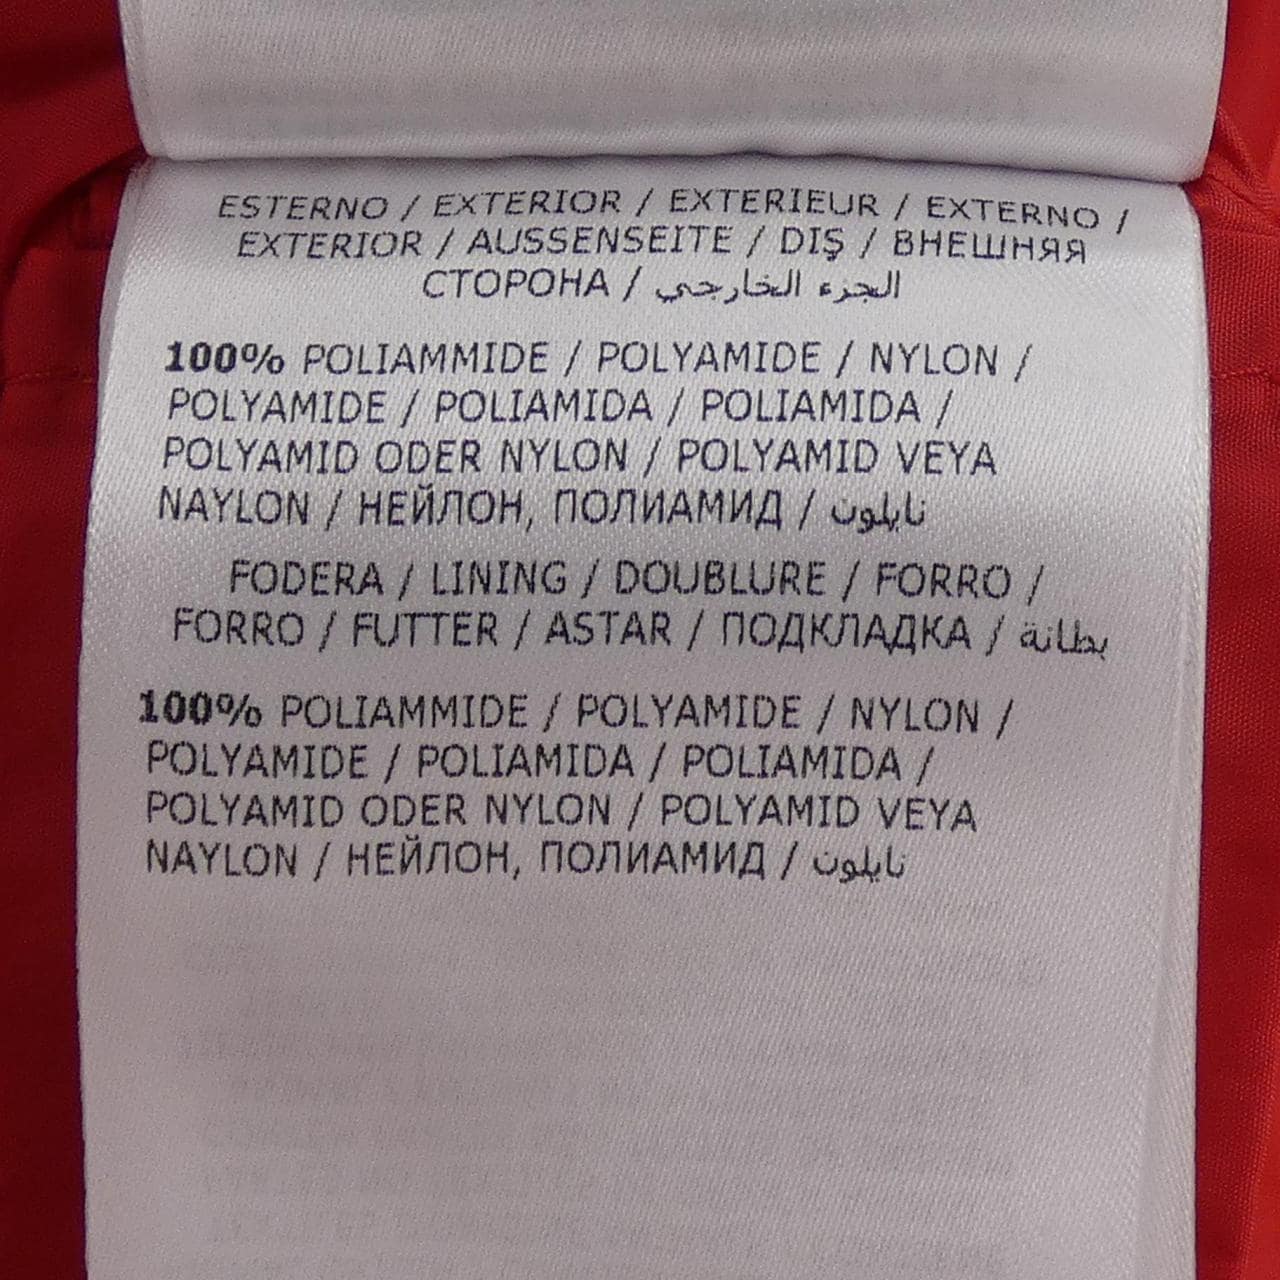 ESTERNO / EXTERIOR / EXTERIEUR / EXTERNO /
EXTERIOR / AUSSENSEITE / DIŞ / ВНЕШНЯЯ
СТОРОНА / الجزء الخارجي
100% POLIAMMIDE / POLYAMIDE / NYLON /
POLYAMIDE / POLIAMIDA / POLIAMIDA /
POLYAMID ODER NYLON / POLYAMID VEYA
NAYLON / НЕЙЛОН, ПОЛИАМИД / نايلون
FODERA / LINING / DOUBLURE / FORRO /
FORRO / FUTTER / ASTAR / ПОДКЛАДКА / بطانة
100% POLIAMMIDE / POLYAMIDE / NYLON /
POLYAMIDE / POLIAMIDA / POLIAMIDA /
POLYAMID ODER NYLON / POLYAMID VEYA
NAYLON / НЕЙЛОН, ПОЛИАМИД / نايلون